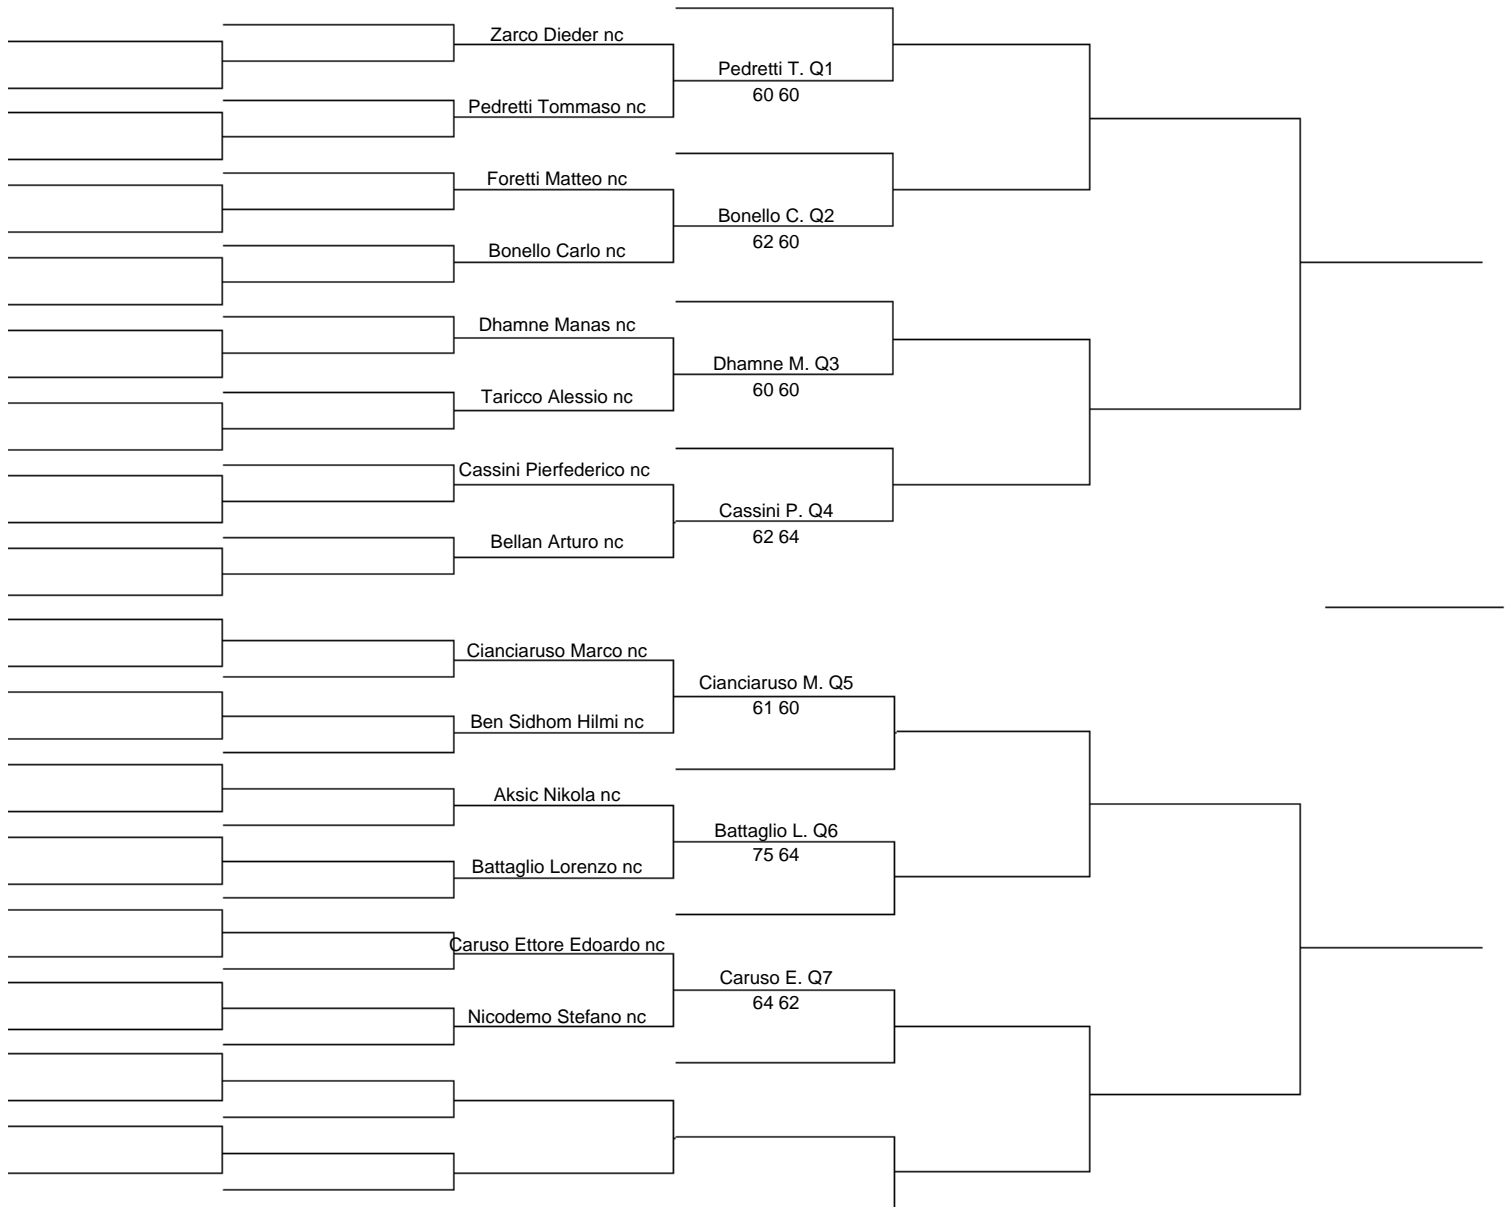 Zarco Dieder nc
Pedretti T. Q1
60 60
Pedretti Tommaso nc
Foretti Matteo nc
Bonello C. Q2
62 60
Bonello Carlo nc
Dhamne Manas nc
Dhamne M. Q3
60 60
Taricco Alessio nc
Cassini Pierfederico nc
Cassini P. Q4
62 64
Bellan Arturo nc
Cianciaruso Marco nc
Cianciaruso M. Q5
61 60
Ben Sidhom Hilmi nc
Aksic Nikola nc
Battaglio L. Q6
75 64
Battaglio Lorenzo nc
Caruso Ettore Edoardo nc
Caruso E. Q7
64 62
Nicodemo Stefano nc